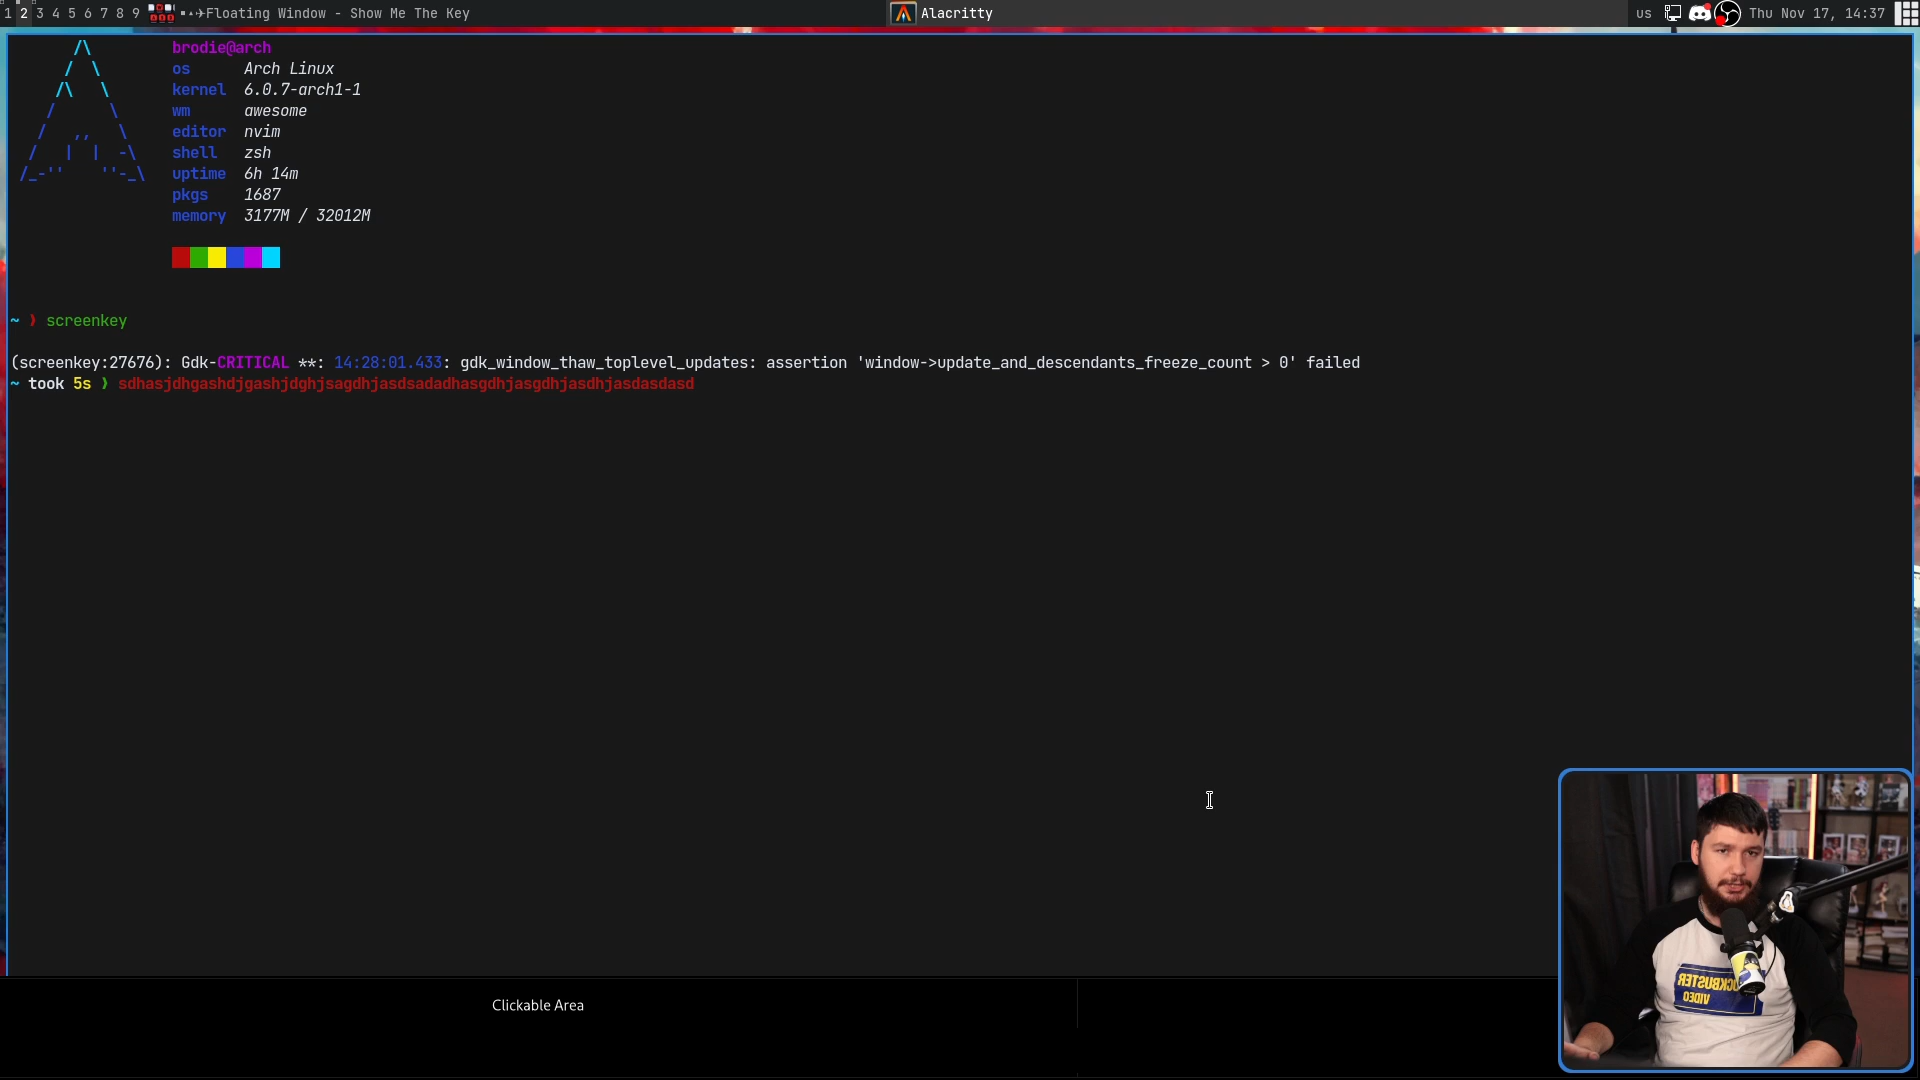 1 2 3 4 5 6 7 8 9 Floating Window - Show Me The Key
Alacritty
us Thu Nov 17, 14:37
brodie@arch
os Arch Linux
kernel 6.0.7-arch1-1
wm awesome
editor nvim
shell zsh
uptime 6h 14m
pkgs 1687
memory 3177M / 32012M
~ ❯ screenkey
(screenkey:27676): Gdk-CRITICAL **: 14:28:01.433: gdk_window_thaw_toplevel_updates: assertion 'window->update_and_descendants_freeze_count > 0' failed
~ took 5s ❯ sdhasjdhgashdjgashjdghjsagdhjasdsadadhasgdhjasgdhjasdhjasdasdasd
Clickable Area
VIDEO